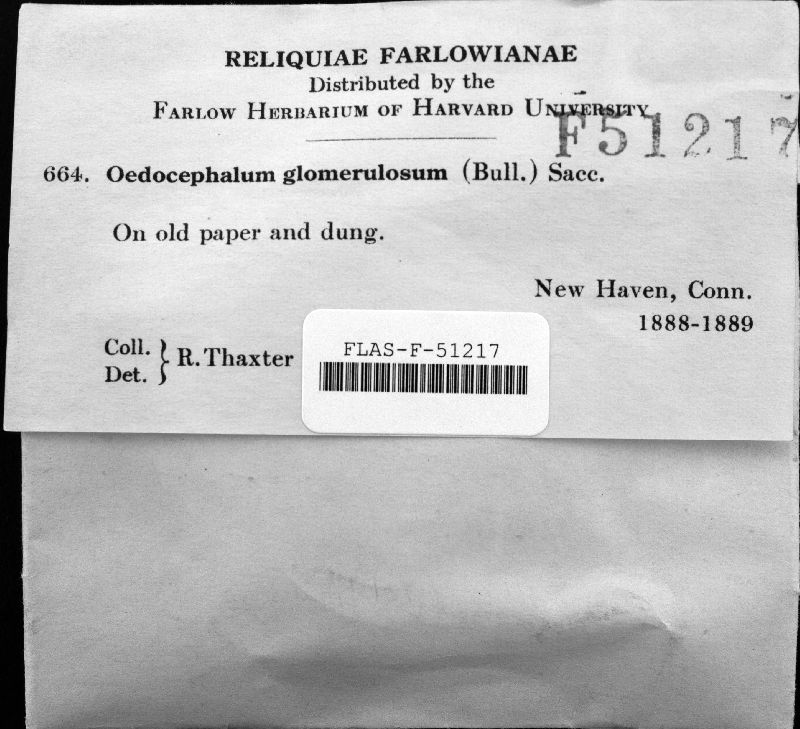 RELIQUIAE FARLOWIANAE
Distributed by the
FARLOW HERBARIUM OF HARVARD UNIVERSITY
F51217
664. Oedocephalum glomerulosum (Bull.) Sacc.
On old paper and dung.
New Haven, Conn.
1888-1889
Coll. } R. Thaxter
Det.
FLAS-F-51217